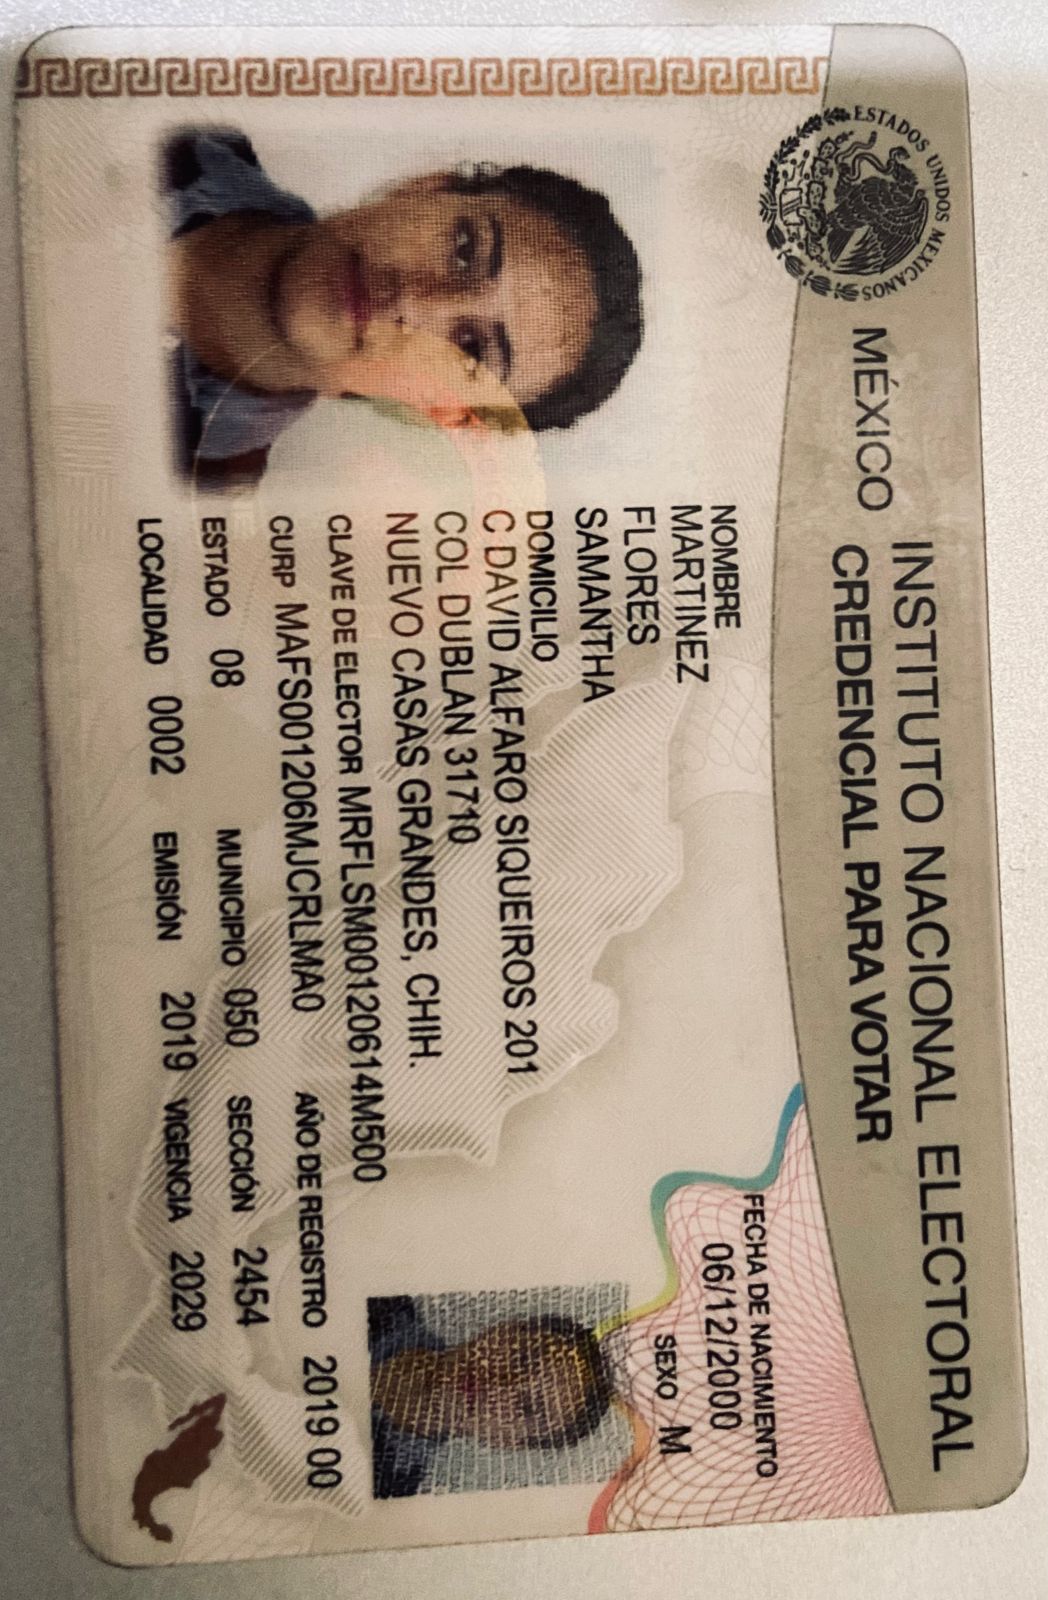 ESTADOS UNIDOS MEXICANOS
MÉXICO INSTITUTO NACIONAL ELECTORAL
CREDENCIAL PARA VOTAR
NOMBRE
MARTINEZ
FLORES
SAMANTHA
FECHA DE NACIMIENTO
06/12/2000
SEXO M
DOMICILIO
C DAVID ALFARO SIQUEIROS 201
COL DUBLAN 31710
NUEVO CASAS GRANDES, CHIH.
CLAVE DE ELECTOR MRFLSM00120614M500
CURP MAFS001206MJCRLMA0 AÑO DE REGISTRO 2019 00
ESTADO 08 MUNICIPIO 050 SECCIÓN 2454
LOCALIDAD 0002 EMISIÓN 2019 VIGENCIA 2029